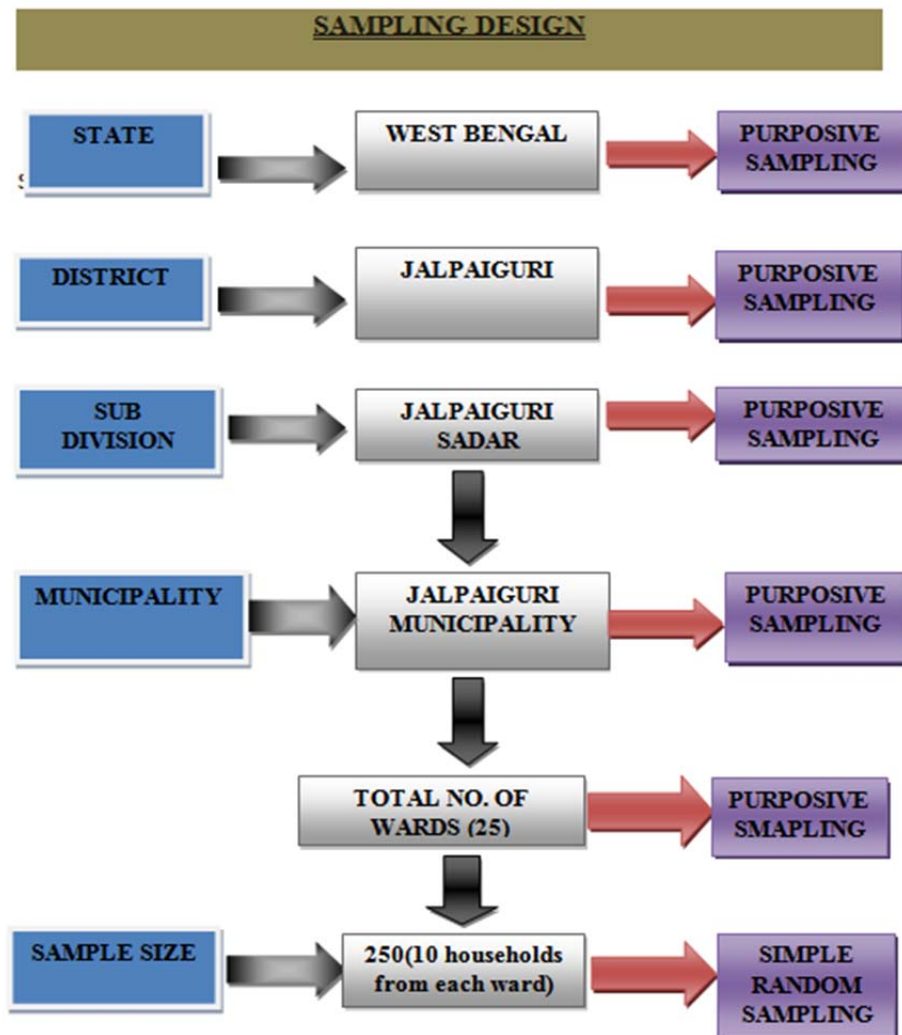 SAMPLING DESIGN
STATE
WEST BENGAL
PURPOSIVE
SAMPLING
DISTRICT
JALPAIGURI
PURPOSIVE
SAMPLING
SUB
DIVISION
JALPAIGURI
SADAR
PURPOSIVE
SAMPLING
MUNICIPALITY
JALPAIGURI
MUNICIPALITY
PURPOSIVE
SAMPLING
TOTAL NO. OF
WARDS (25)
PURPOSIVE
SMAPLING
SAMPLE SIZE
250(10 households
from each ward)
SIMPLE
RANDOM
SAMPLING